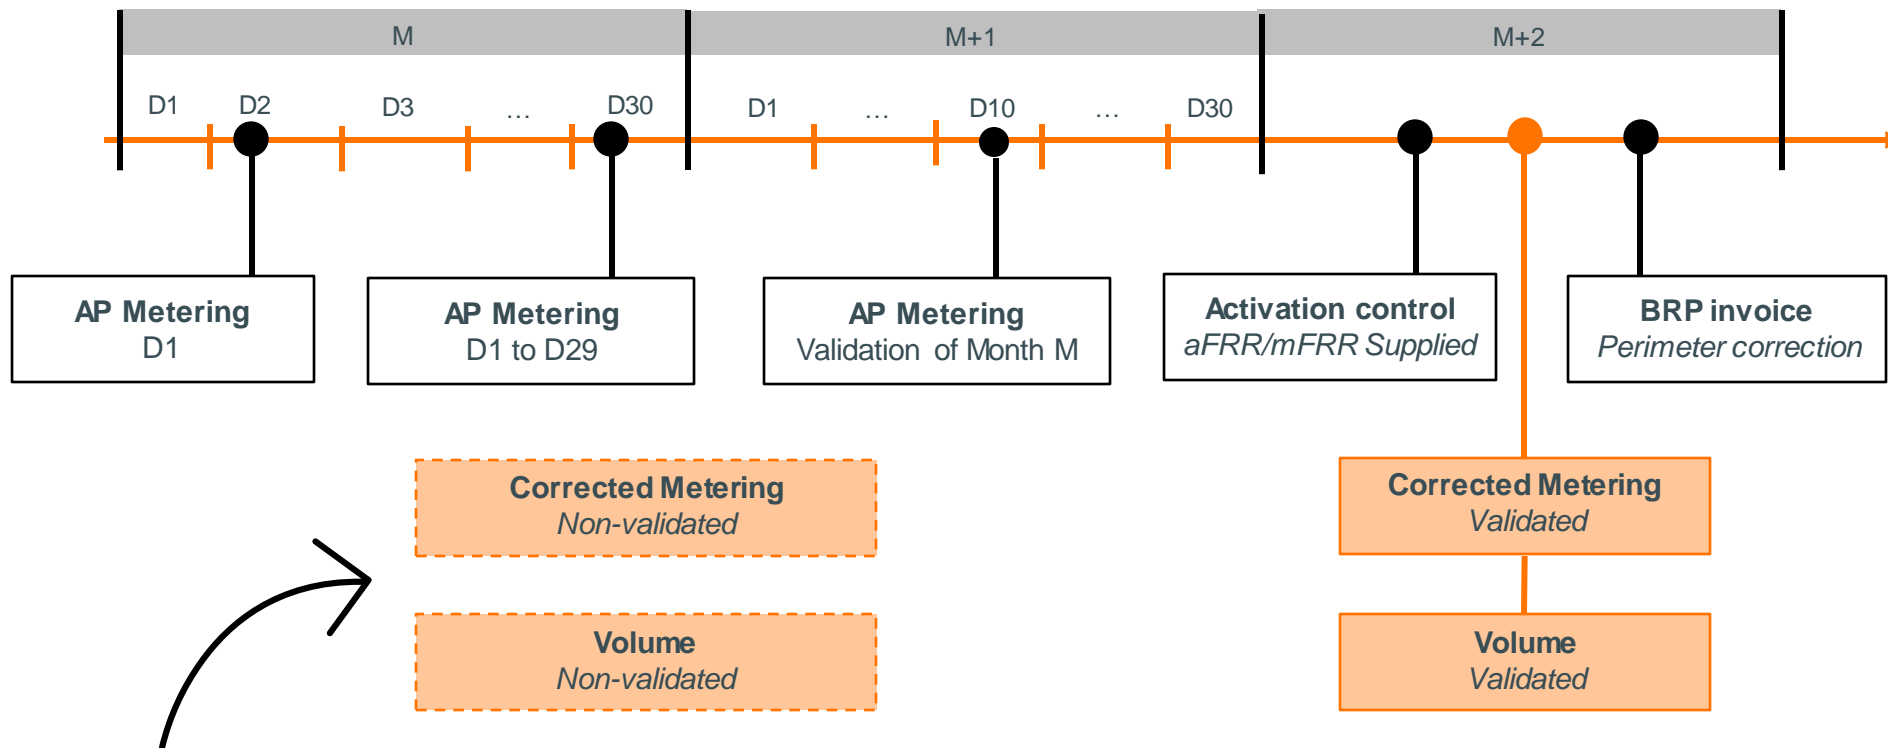 M
M+1
M+2
D1
D2
D3
...
D30
D1
...
D10
...
D30
AP Metering
D1
AP Metering
D1 to D29
AP Metering
Validation of Month M
Activation control
aFRR/mFRR Supplied
BRP invoice
Perimeter correction
Corrected Metering
Non-validated
Corrected Metering
Validated
Volume
Non-validated
Volume
Validated